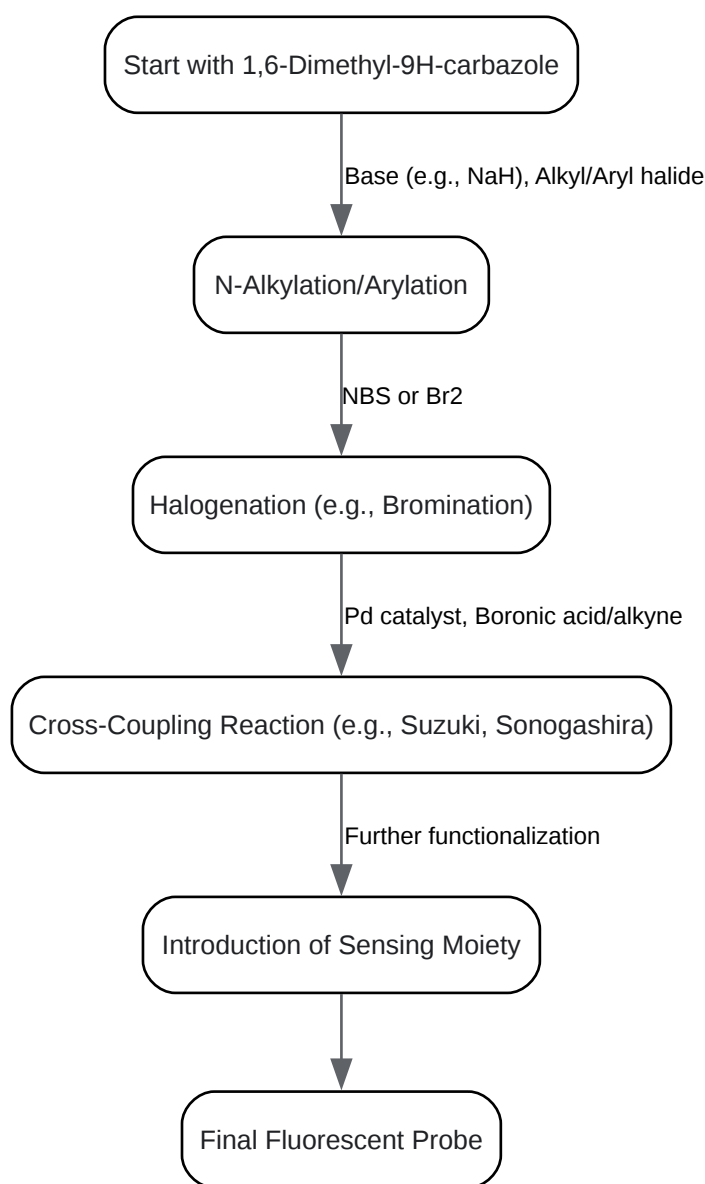 Start with 1,6-Dimethyl-9H-carbazole
Base (e.g., NaH), Alkyl/Aryl halide
N-Alkylation/Arylation
NBS or Br2
Halogenation (e.g., Bromination)
Pd catalyst, Boronic acid/alkyne
Cross-Coupling Reaction (e.g., Suzuki, Sonogashira)
Further functionalization
Introduction of Sensing Moiety
Final Fluorescent Probe